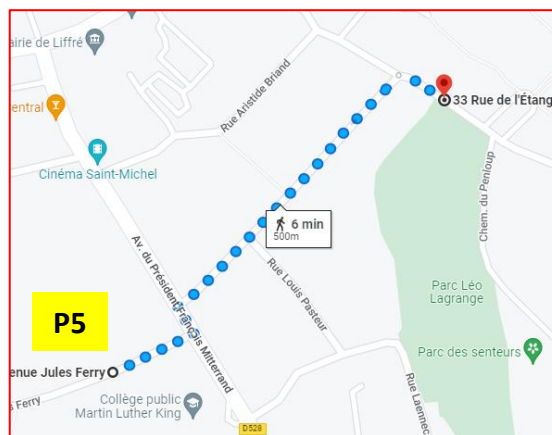 airie de Liffré
entral
Cinéma Saint-Michel
Rue Aristide Briand
33 Rue de l'Étang
Chem. du Penloup
6 min
500m
Av. du Président François Mitterrand
Rue Louis Pasteur
Parc Léo
Lagrange
P5
Parc des senteurs
enue Jules Ferry
s Ferry
Collège public
Martin Luther King
Rue Laennec
D528